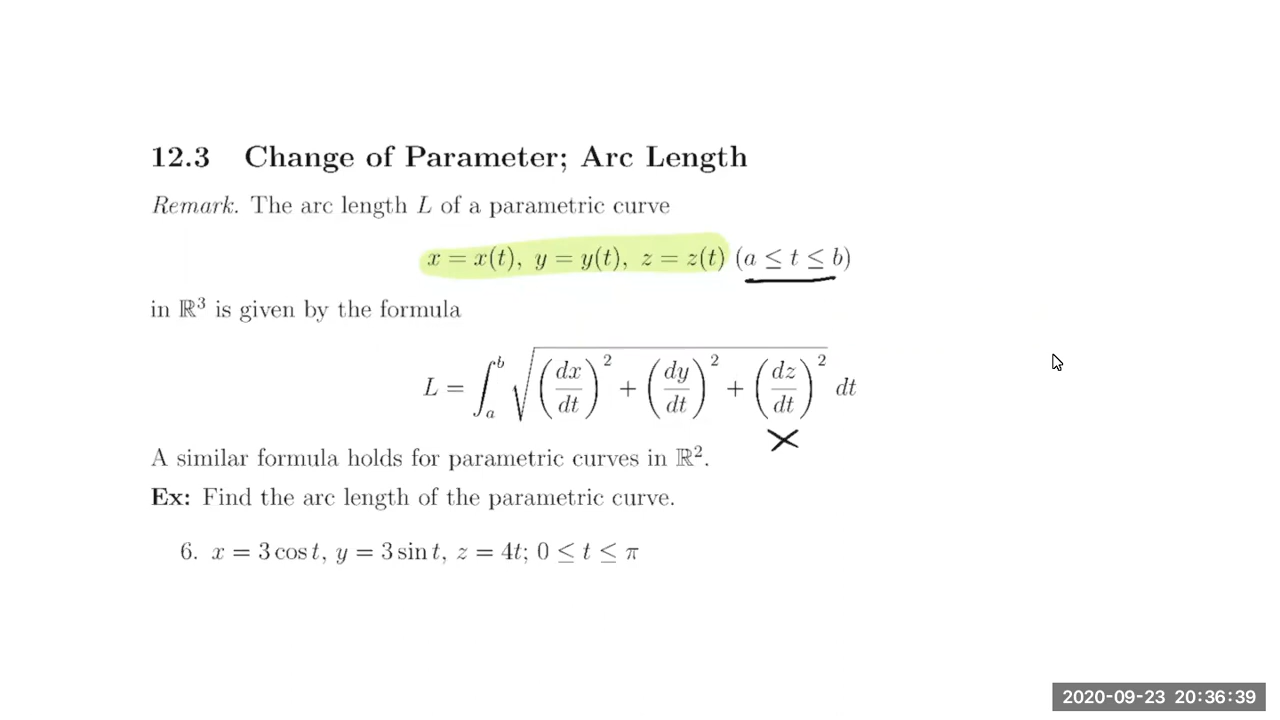 12.3 Change of Parameter; Arc Length
Remark. The arc length L of a parametric curve
x = x(t), y = y(t), z = z(t) (a ≤ t ≤ b)
in ℝ³ is given by the formula
L = ∫_a^b √((dx/dt)² + (dy/dt)² + (dz/dt)²) dt
A similar formula holds for parametric curves in ℝ².
Ex: Find the arc length of the parametric curve.
6. x = 3 cos t, y = 3 sin t, z = 4t; 0 ≤ t ≤ π
2020-09-23 20:36:39